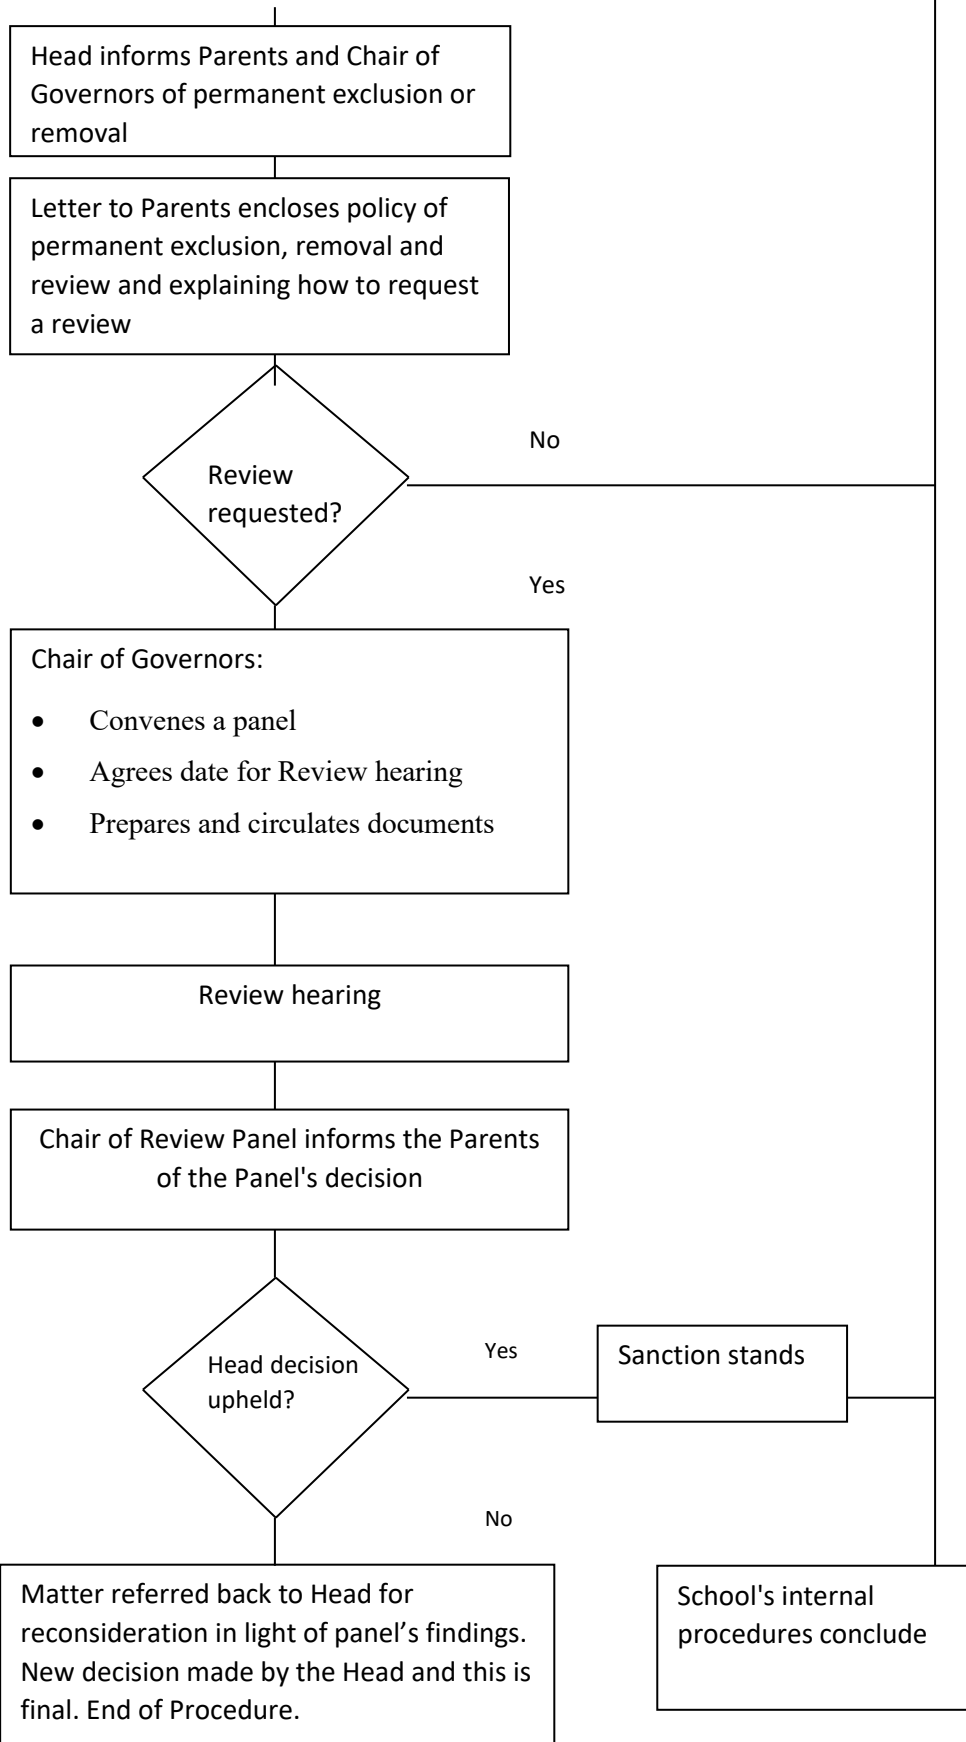 Head informs Parents and Chair of
Governors of permanent exclusion or
removal
Letter to Parents encloses policy of
permanent exclusion, removal and
review and explaining how to request
a review
No
Review
requested?
Yes
Chair of Governors:
• Convenes a panel
• Agrees date for Review hearing
• Prepares and circulates documents
Review hearing
Chair of Review Panel informs the Parents
of the Panel's decision
Head decision
upheld?
Yes
Sanction stands
No
Matter referred back to Head for
reconsideration in light of panel’s findings.
New decision made by the Head and this is
final. End of Procedure.
School's internal
procedures conclude